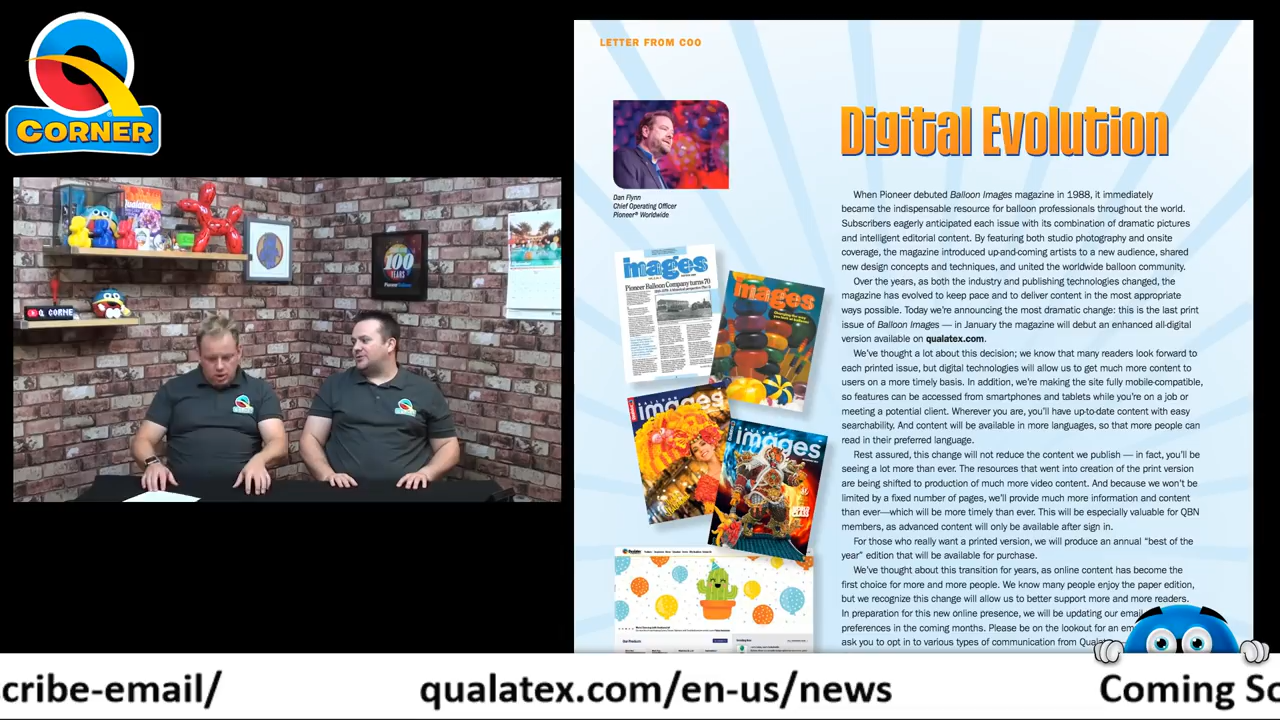 Q
CORNER
Qualatex
100
YEARS
Pioneer
Q CORNE
LETTER FROM COO
Dan Flynn
Chief Operating Officer
Pioneer® Worldwide
images
Pioneer Balloon Company turns 70
images
BALLOON
images
BALLOON
images
Digital Evolution
When Pioneer debuted Balloon Images magazine in 1988, it immediately
became the indispensable resource for balloon professionals throughout the world.
Subscribers eagerly anticipated each issue with its combination of dramatic pictures
and intelligent editorial content. By featuring both studio photography and onsite
coverage, the magazine introduced up-and-coming artists to a new audience, shared
new design concepts and techniques, and united the worldwide balloon community.
Over the years, as both the industry and publishing technology changed, the
magazine has evolved to keep pace and to deliver content in the most appropriate
ways possible. Today we're announcing the most dramatic change: this is the last print
issue of Balloon Images — in January the magazine will debut an enhanced all-digital
version available on qualatex.com.
We've thought a lot about this decision; we know that many readers look forward to
each printed issue, but digital technologies will allow us to get much more content to
users on a more timely basis. In addition, we're making the site fully mobile-compatible,
so features can be accessed from smartphones and tablets while you're on a job or
meeting a potential client. Wherever you are, you'll have up-to-date content with easy
searchability. And content will be available in more languages, so that more people can
read in their preferred language.
Rest assured, this change will not reduce the content we publish — in fact, you'll be
seeing a lot more than ever. The resources that went into creation of the print version
are being shifted to production of much more video content. And because we won't be
limited by a fixed number of pages, we'll provide much more information and content
than ever—which will be more timely than ever. This will be especially valuable for QBN
members, as advanced content will only be available after sign in.
For those who really want a printed version, we will produce an annual "best of the
year" edition that will be available for purchase.
We've thought about this transition for years, as online content has become the
first choice for more and more people. We know many people enjoy the paper edition,
but we recognize this change will allow us to better support more and more readers.
In preparation for this new online presence, we will be updating our email
preferences in the coming months. Please be on the
ask you to opt in to various types of communication from
cribe-email/ qualatex.com/en-us/news Coming So